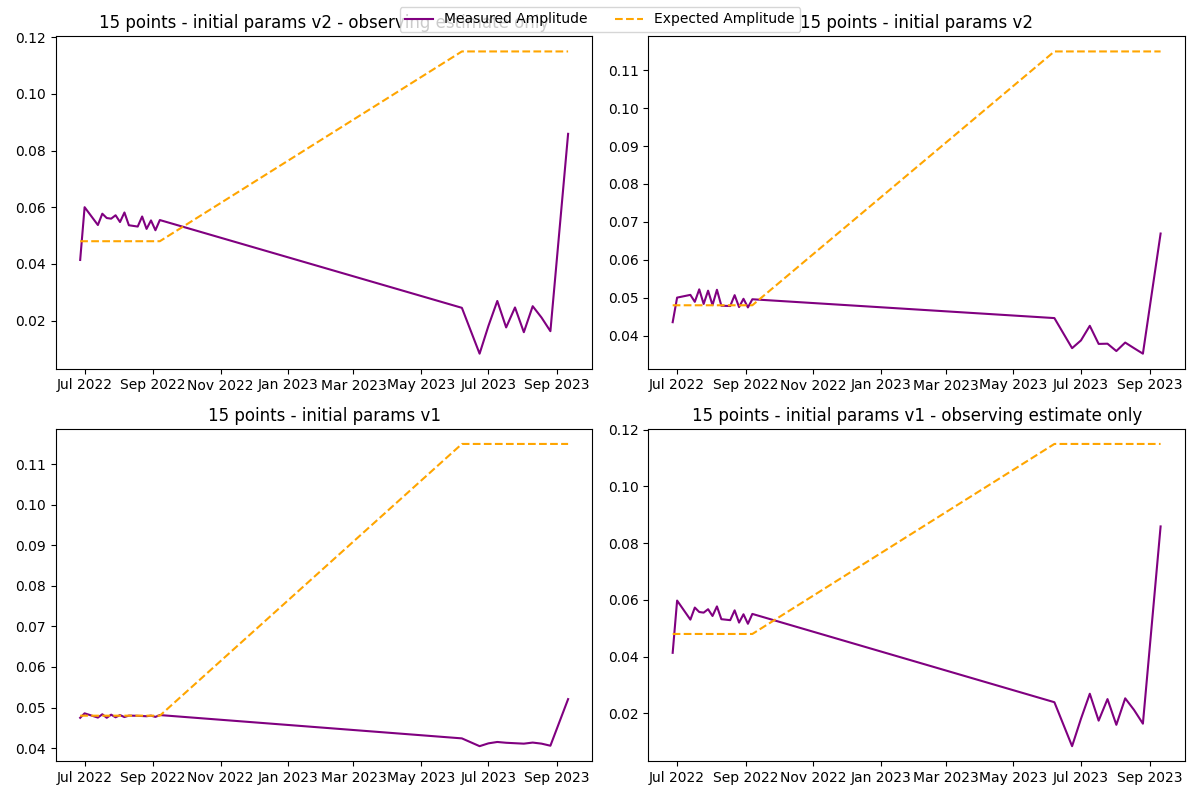 15 points - initial params v2 - observing estimate only
Measured Amplitude
Expected Amplitude
15 points - initial params v2
0.12
0.10
0.08
0.06
0.04
0.02
Jul 2022 Sep 2022 Nov 2022 Jan 2023 Mar 2023 May 2023 Jul 2023 Sep 2023
0.11
0.10
0.09
0.08
0.07
0.06
0.05
0.04
Jul 2022 Sep 2022 Nov 2022 Jan 2023 Mar 2023 May 2023 Jul 2023 Sep 2023
15 points - initial params v1
0.11
0.10
0.09
0.08
0.07
0.06
0.05
0.04
Jul 2022 Sep 2022 Nov 2022 Jan 2023 Mar 2023 May 2023 Jul 2023 Sep 2023
15 points - initial params v1 - observing estimate only
0.12
0.10
0.08
0.06
0.04
0.02
Jul 2022 Sep 2022 Nov 2022 Jan 2023 Mar 2023 May 2023 Jul 2023 Sep 2023